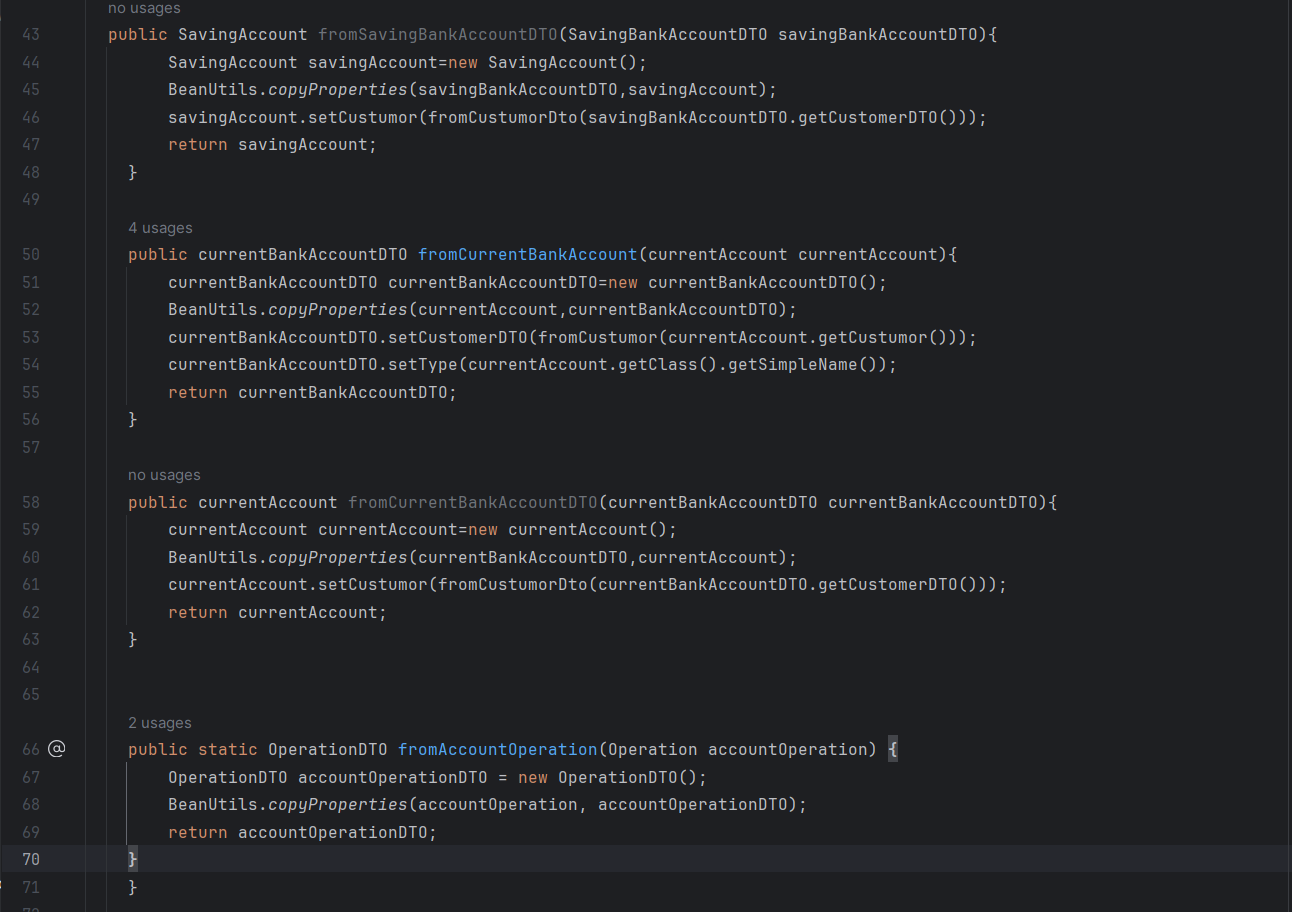 no usages
43 public SavingAccount fromSavingBankAccountDTO(SavingBankAccountDTO savingBankAccountDTO){
44 SavingAccount savingAccount=new SavingAccount();
45 BeanUtils.copyProperties(savingBankAccountDTO,savingAccount);
46 savingAccount.setCustumor(fromCustumorDto(savingBankAccountDTO.getCustomerDTO()));
47 return savingAccount;
48 }
49
4 usages
50 public currentBankAccountDTO fromCurrentBankAccount(currentAccount currentAccount){
51 currentBankAccountDTO currentBankAccountDTO=new currentBankAccountDTO();
52 BeanUtils.copyProperties(currentAccount,currentBankAccountDTO);
53 currentBankAccountDTO.setCustomerDTO(fromCustumor(currentAccount.getCustumor()));
54 currentBankAccountDTO.setType(currentAccount.getClass().getSimpleName());
55 return currentBankAccountDTO;
56 }
57
no usages
58 public currentAccount fromCurrentBankAccountDTO(currentBankAccountDTO currentBankAccountDTO){
59 currentAccount currentAccount=new currentAccount();
60 BeanUtils.copyProperties(currentBankAccountDTO,currentAccount);
61 currentAccount.setCustumor(fromCustumorDto(currentBankAccountDTO.getCustomerDTO()));
62 return currentAccount;
63 }
64
65
2 usages
66 @ public static OperationDTO fromAccountOperation(Operation accountOperation) {
67 OperationDTO accountOperationDTO = new OperationDTO();
68 BeanUtils.copyProperties(accountOperation, accountOperationDTO);
69 return accountOperationDTO;
70 }
71 }